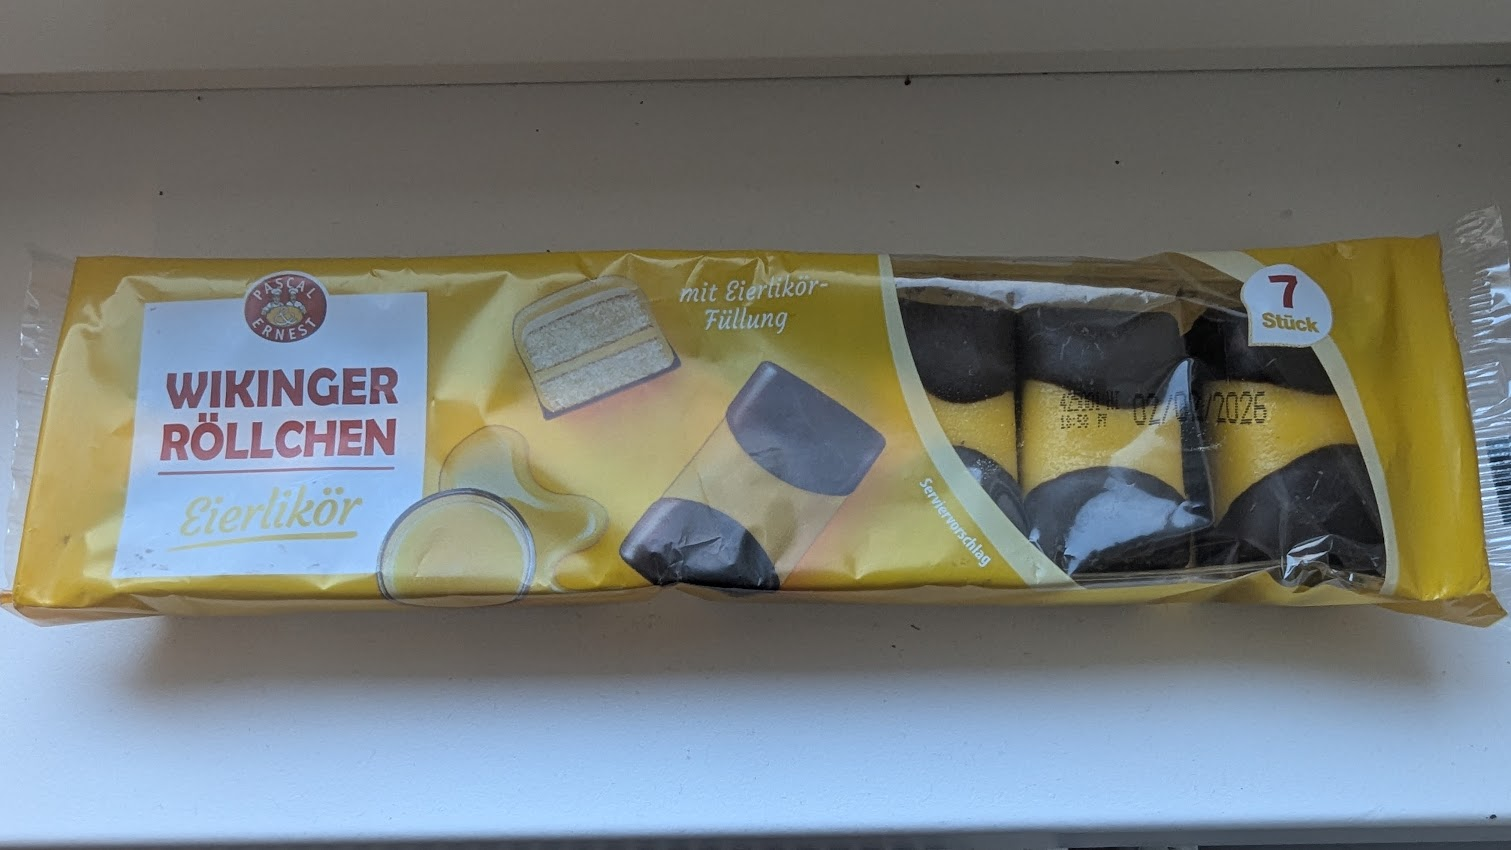 PASCAL
ERNEST
WIKINGER
RÖLLCHEN
Eierlikör
mit Eierlikör-
Füllung
Serviervorschlag
7
Stück